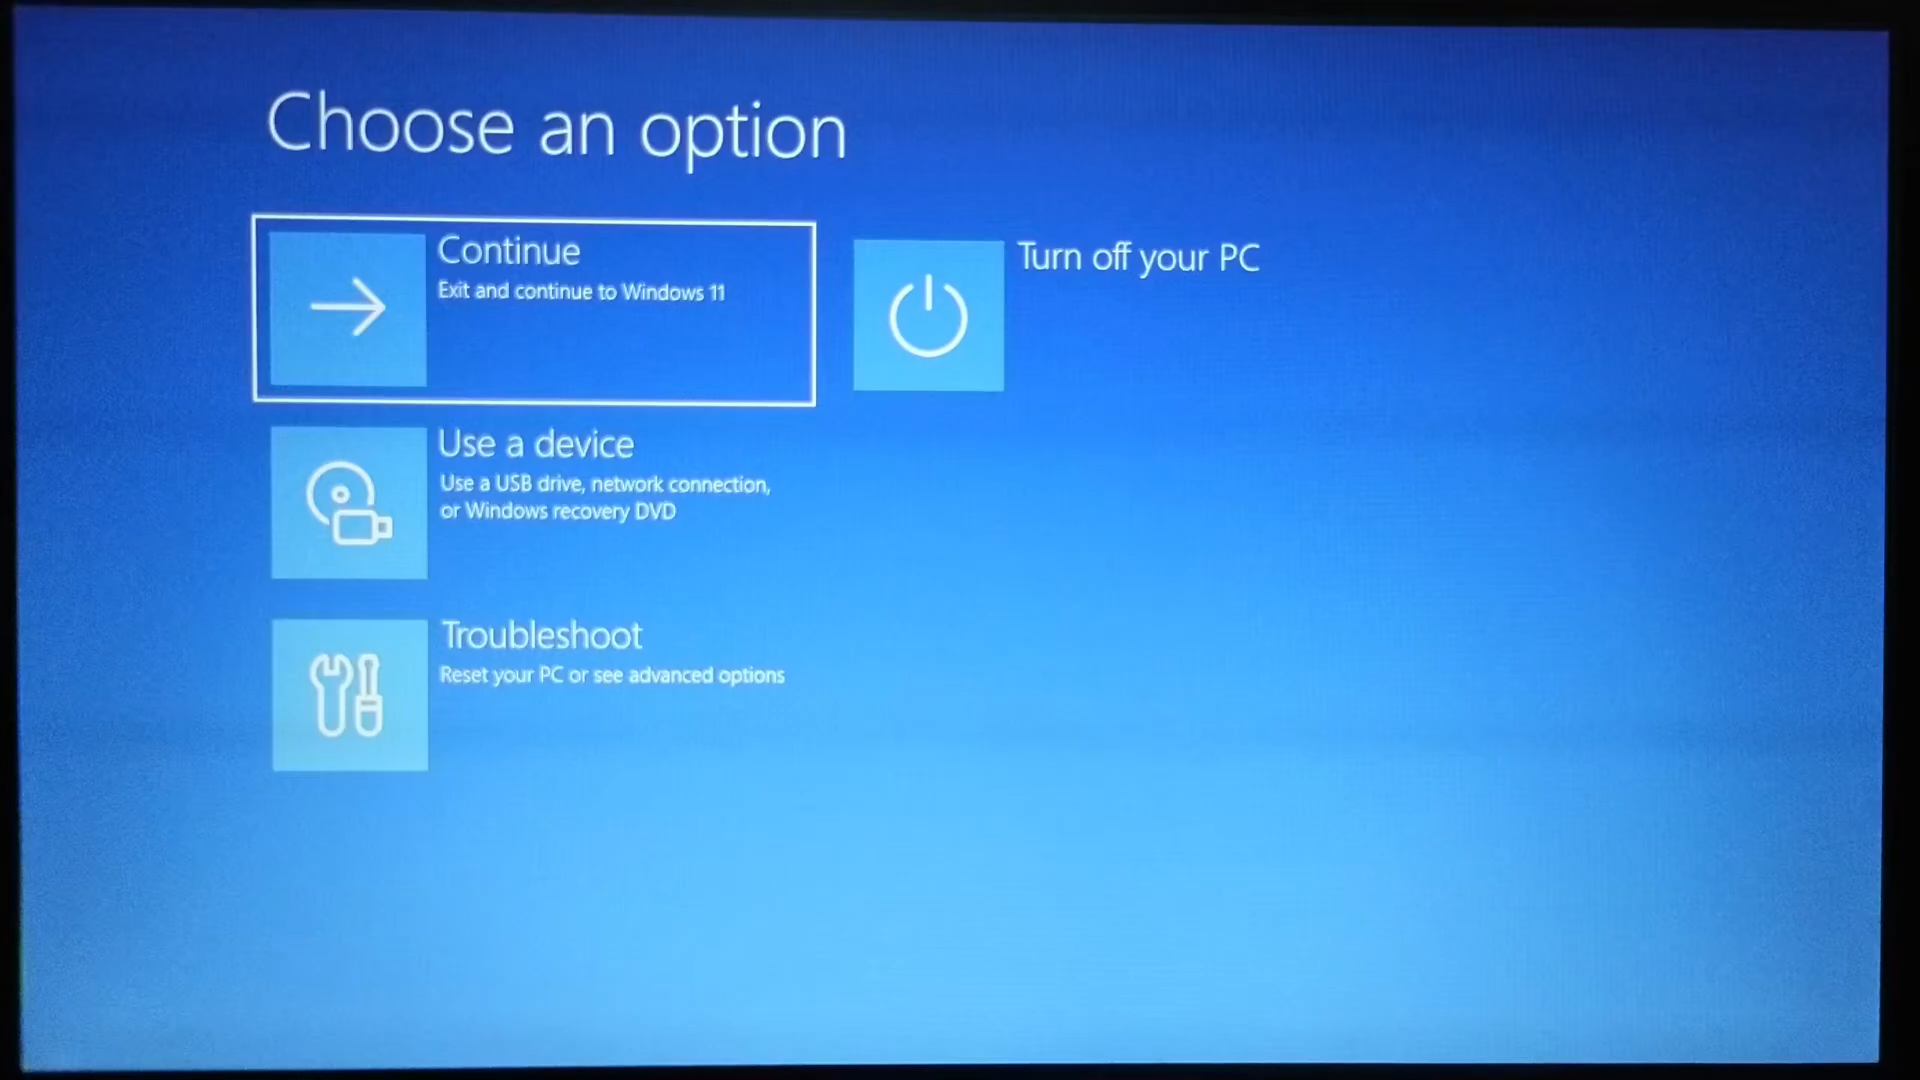 Choose an option
Continue
Exit and continue to Windows 11
Turn off your PC
Use a device
Use a USB drive, network connection,
or Windows recovery DVD
Troubleshoot
Reset your PC or see advanced options